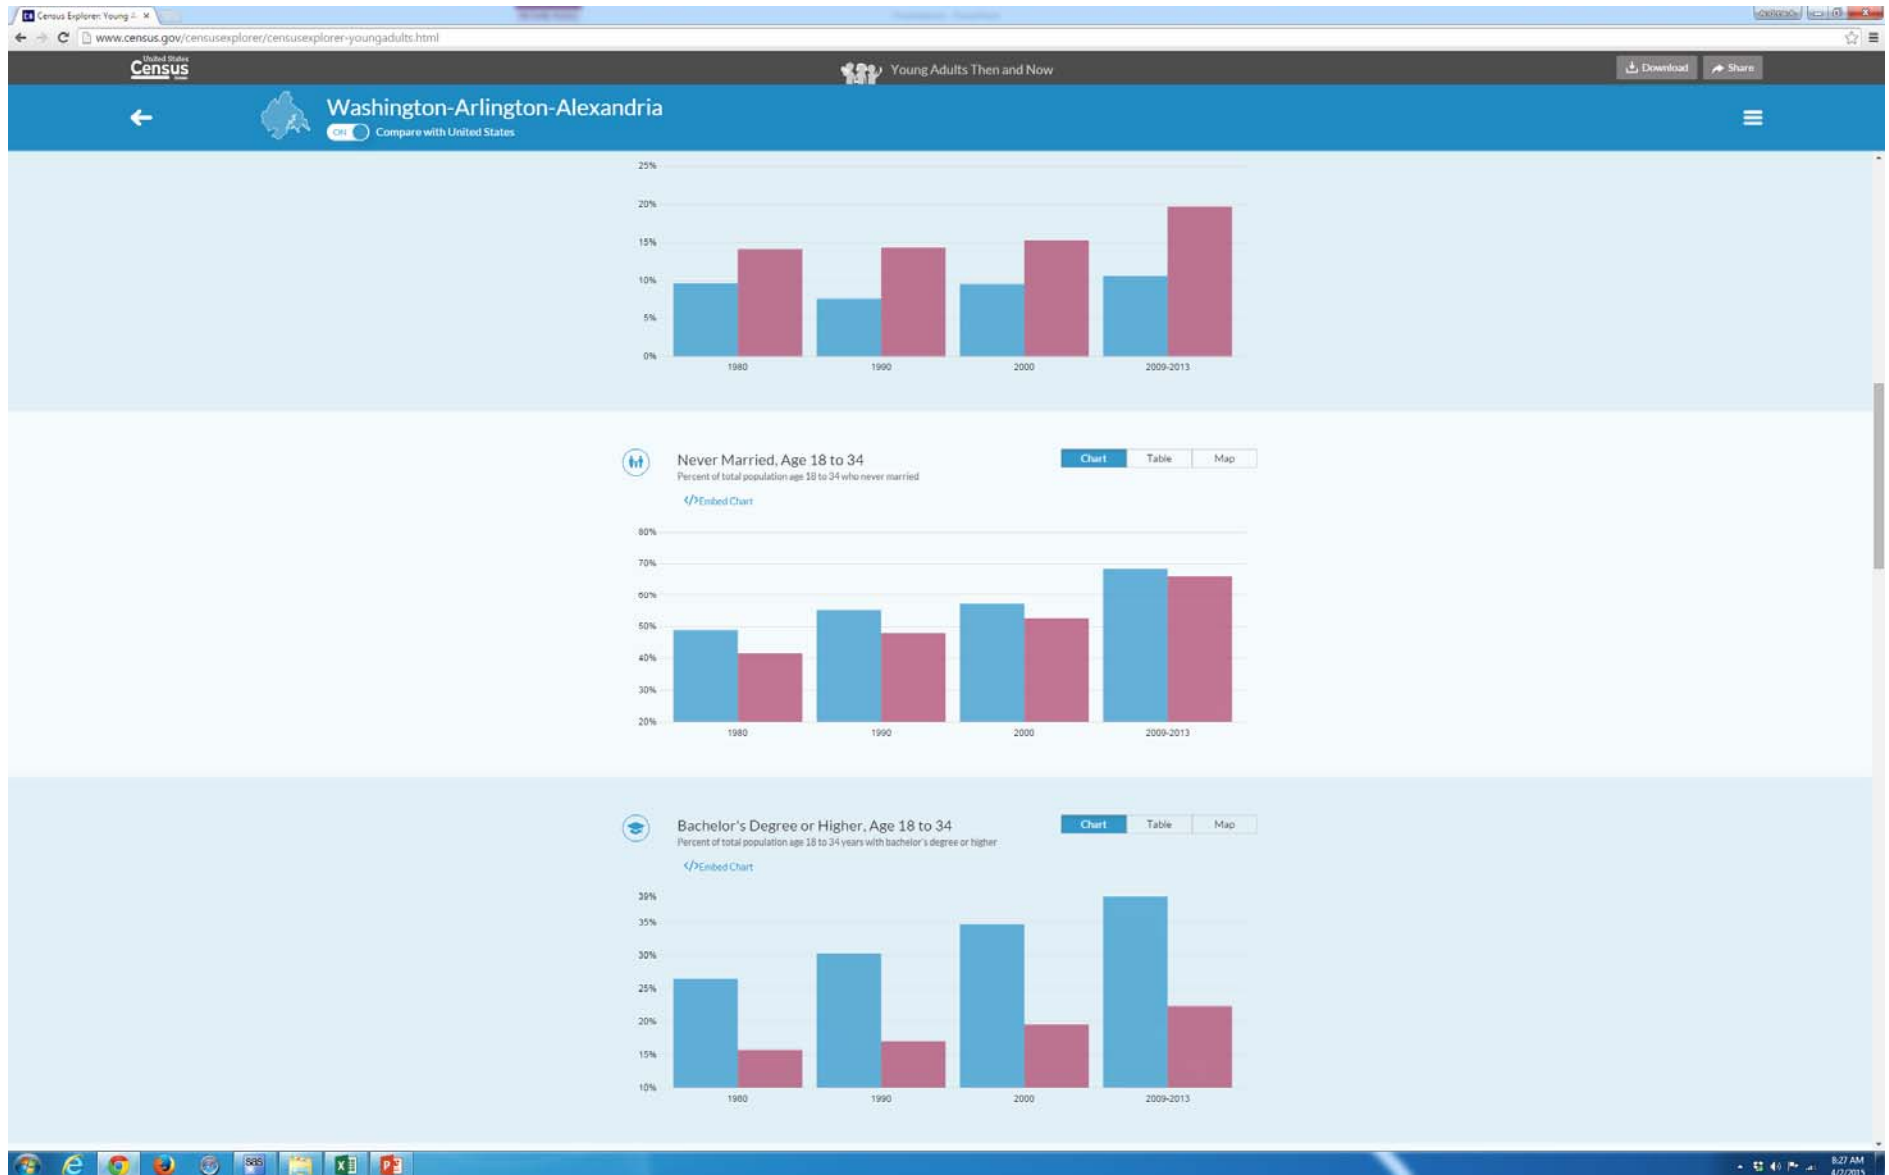 Census Explorer: Young
www.census.gov/censusexplorer/censusexplorer-youngadults.html
United States
Census
Young Adults Then and Now
Download
Share
Washington-Arlington-Alexandria
ON Compare with United States
25%
20%
15%
10%
5%
0%
1980 1990 2000 2009-2013
Never Married, Age 18 to 34
Percent of total population age 18 to 34 who never married
</>Embed Chart
Chart Table Map
80%
70%
60%
50%
40%
30%
20%
1980 1990 2000 2009-2013
Bachelor's Degree or Higher, Age 18 to 34
Percent of total population age 18 to 34 years with bachelor's degree or higher
</>Embed Chart
Chart Table Map
39%
35%
30%
25%
20%
15%
10%
1980 1990 2000 2009-2013
8:27 AM
4/2/2015